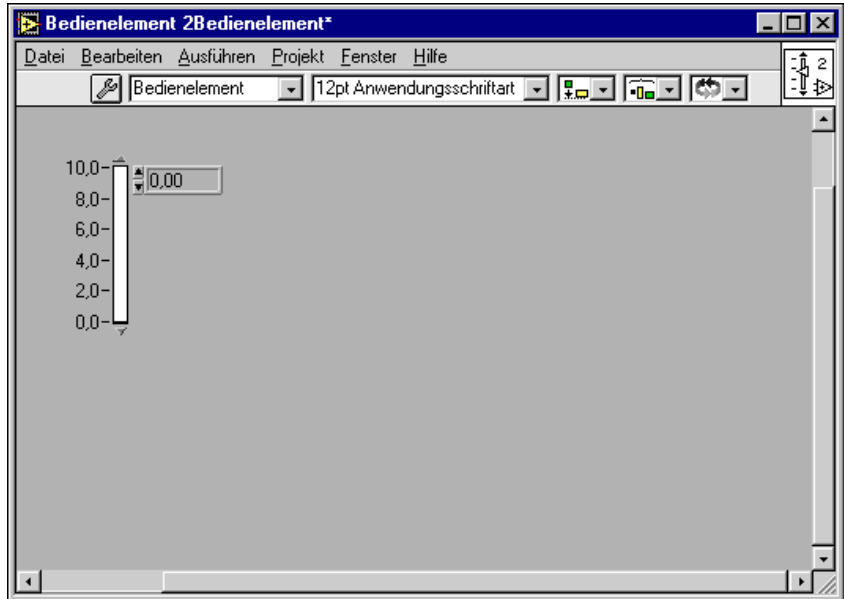 Bedienelement 2Bedienelement*
Datei Bearbeiten Ausführen Projekt Fenster Hilfe
Bedienelement 12pt Anwendungsschriftart
2
10,0
0,00
8,0
6,0
4,0
2,0
0,0